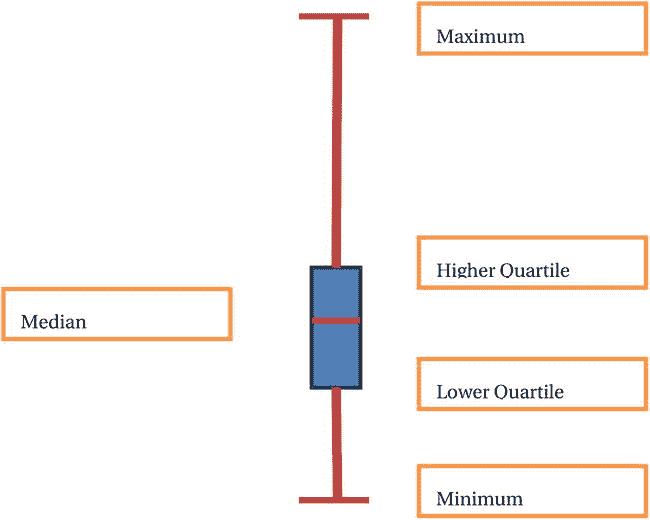 Maximum
Higher Quartile
Median
Lower Quartile
Minimum